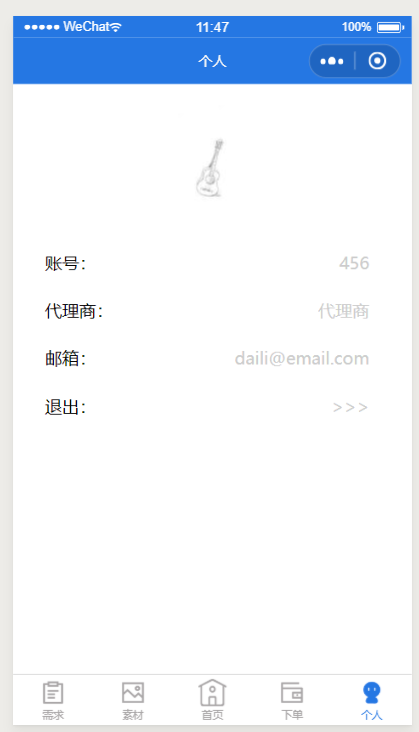 WeChat 11:47 100%
个人
账号: 456
代理商: 代理商
邮箱: daili@email.com
退出: >>>
需求 素材 首页 下单 个人